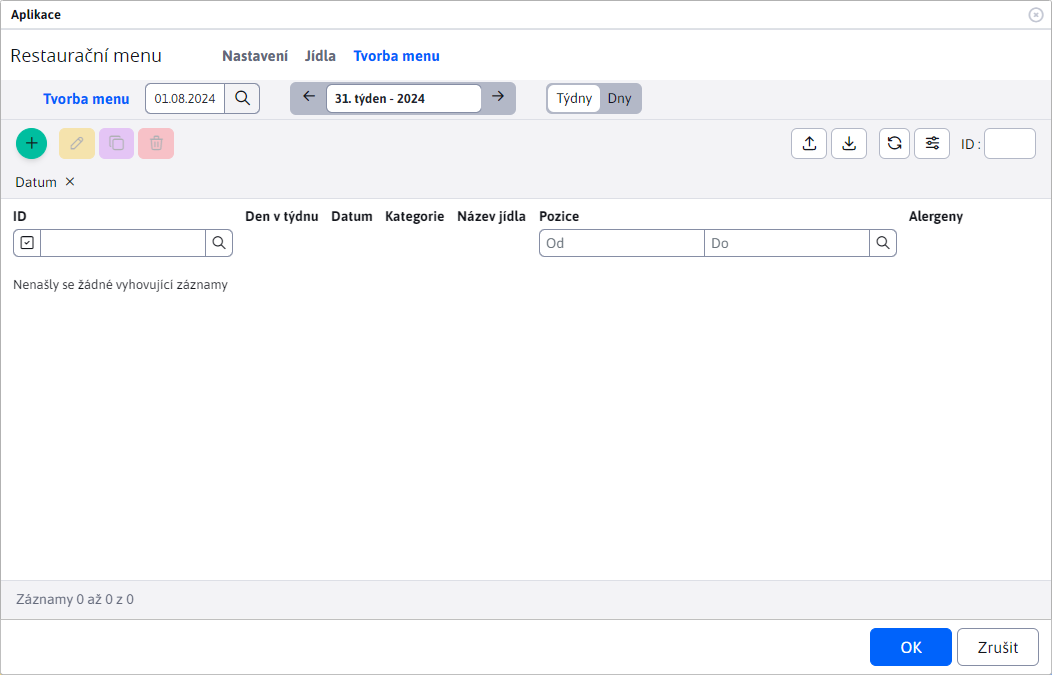 Aplikace
Restaurační menu Nastavení Jídla Tvorba menu
Tvorba menu 01.08.2024 31. týden - 2024 Týdny Dny
ID :
Datum ×
ID Den v týdnu Datum Kategorie Název jídla Pozice Alergeny
Od Do
Nenašly se žádné vyhovující záznamy
Záznamy 0 až 0 z 0
OK Zrušit